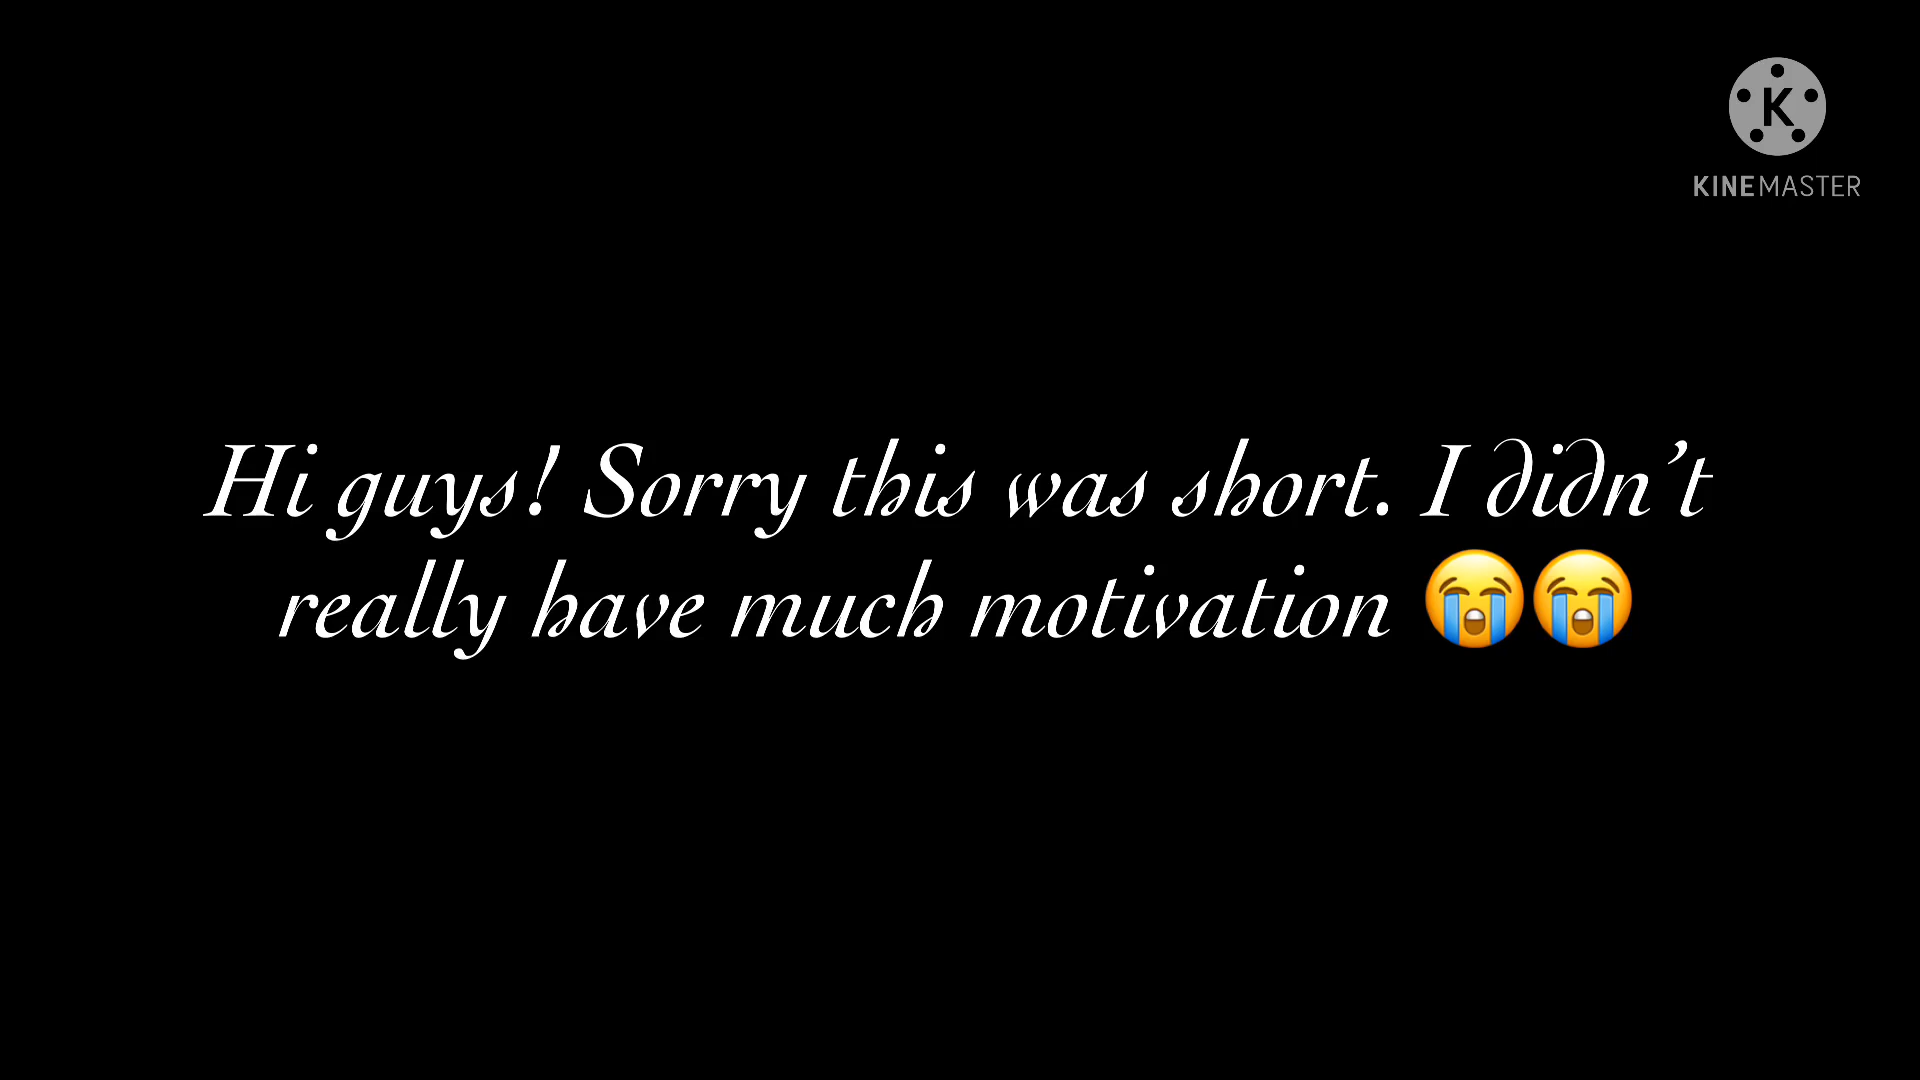 K
KINEMASTER
Hi guys! Sorry this was short. I didn’t
really have much motivation 😭😭